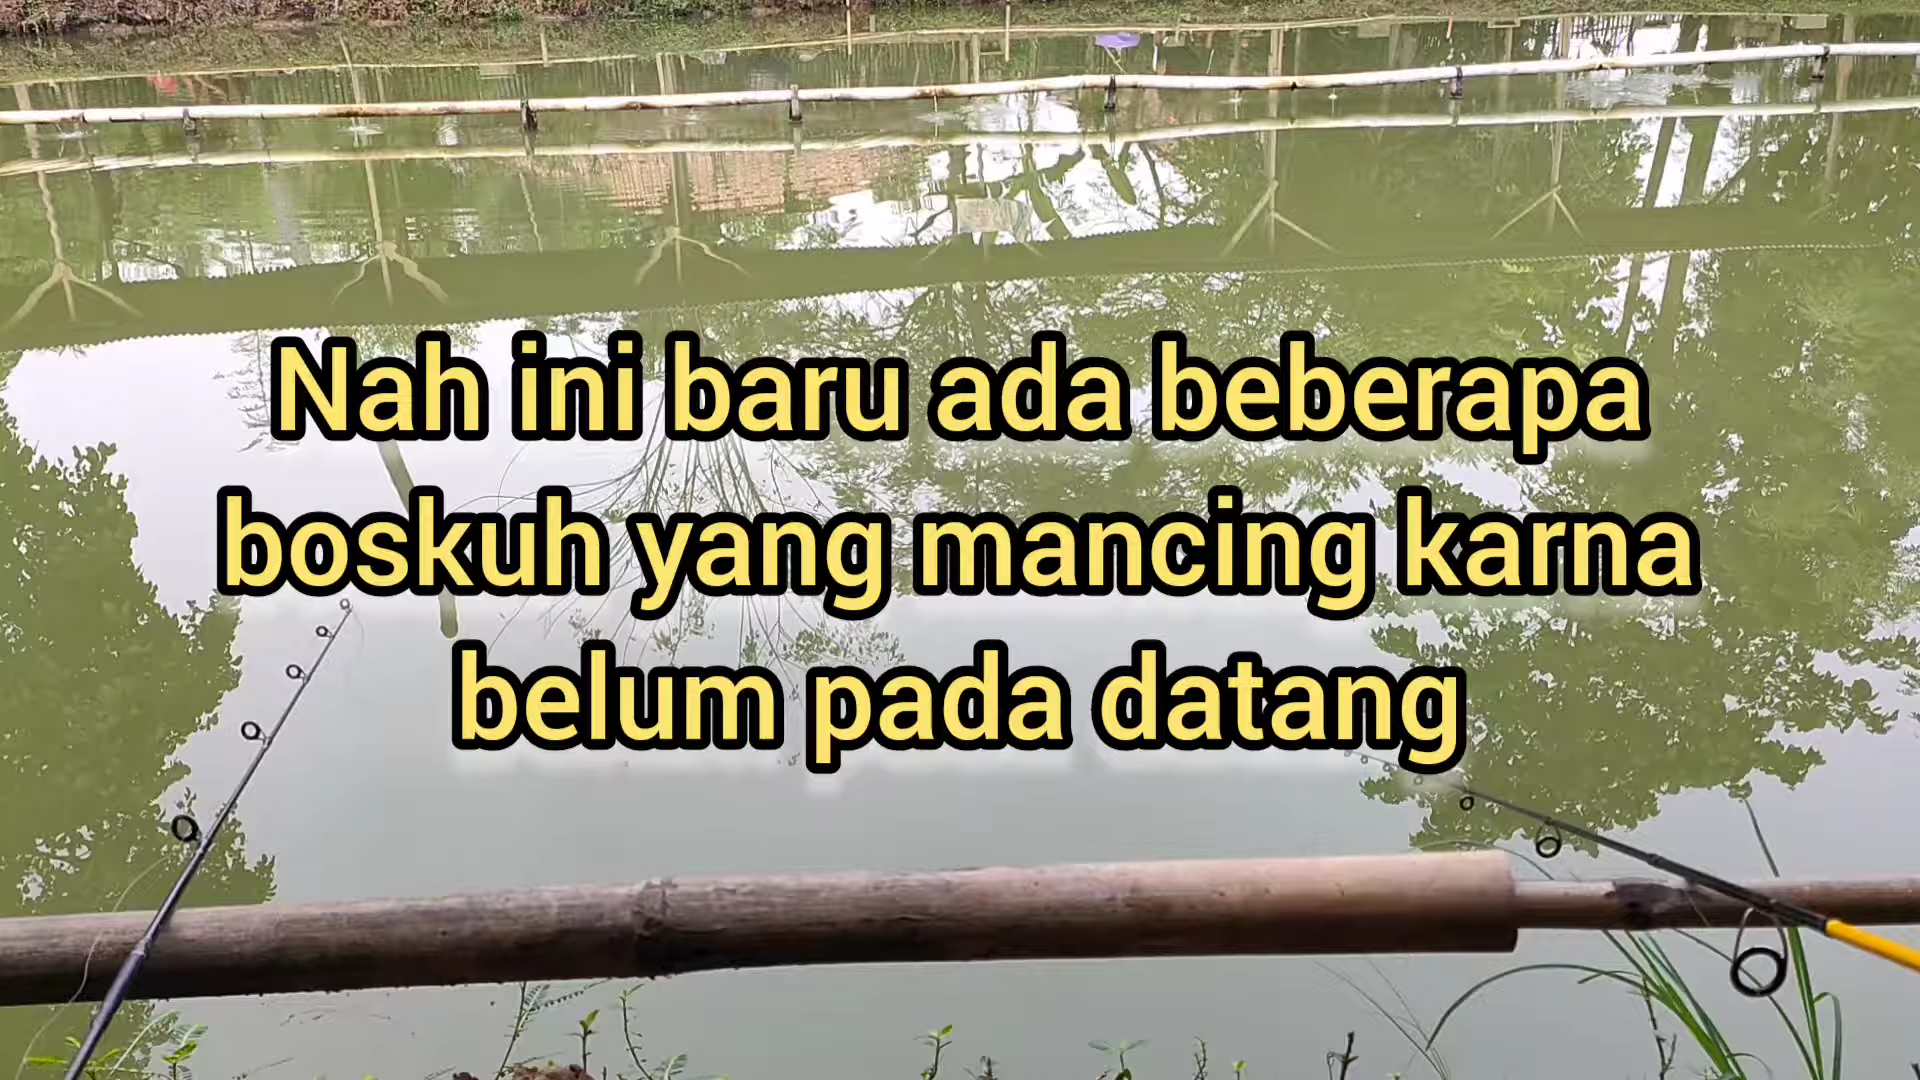 Nah ini baru ada beberapa
boskuh yang mancing karna
belum pada datang